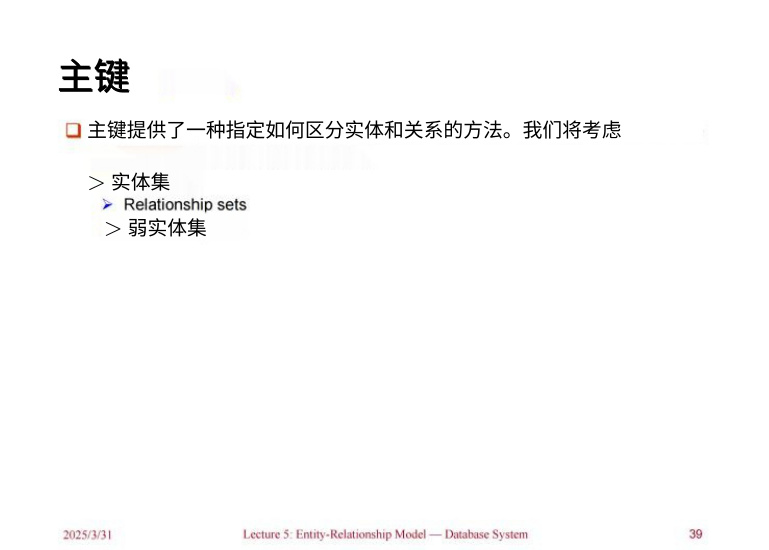 主键
❑ 主键提供了一种指定如何区分实体和关系的方法。我们将考虑
> 实体集
➢ Relationship sets
> 弱实体集
2025/3/31 Lecture 5: Entity-Relationship Model — Database System 39